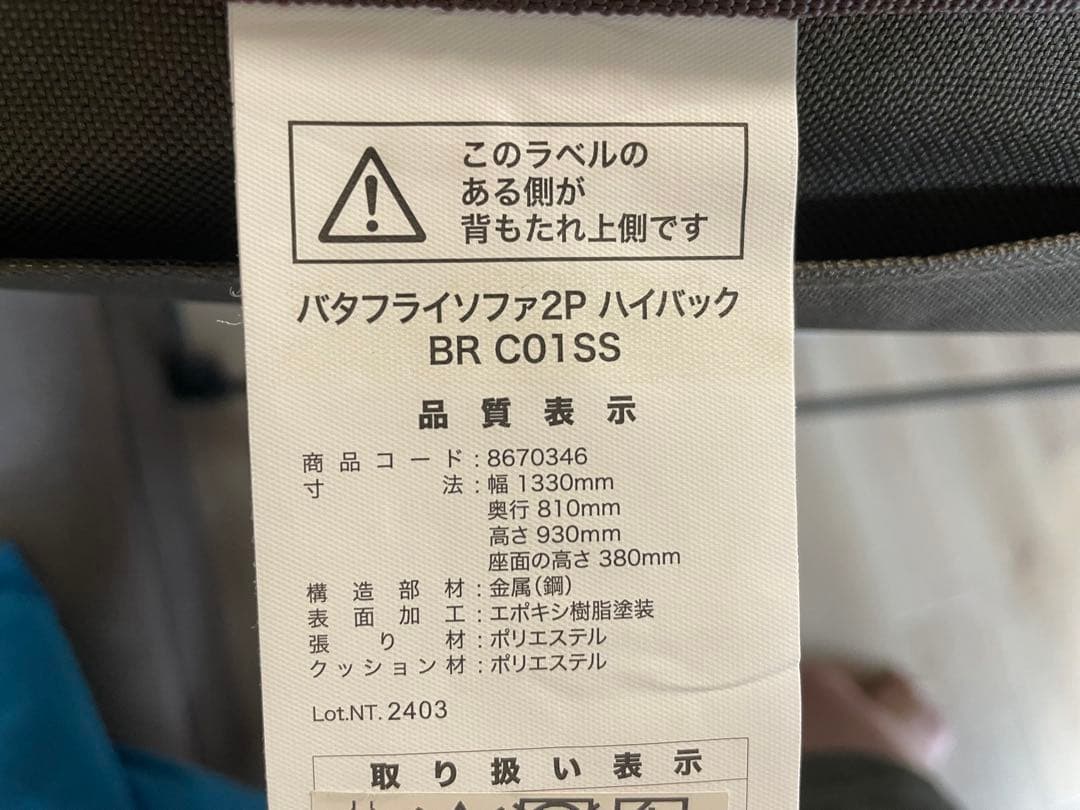 このラベルの
ある側が
背もたれ上側です
バタフライソファ2P ハイバック
BR C01SS
品質表示
商品コード:8670346
寸法:幅 1330mm
奥行 810mm
高さ 930mm
座面の高さ 380mm
構造部材:金属(鋼)
表面加工:エポキシ樹脂塗装
張り材:ポリエステル
クッション材:ポリエステル
Lot.NT. 2403
取り扱い表示